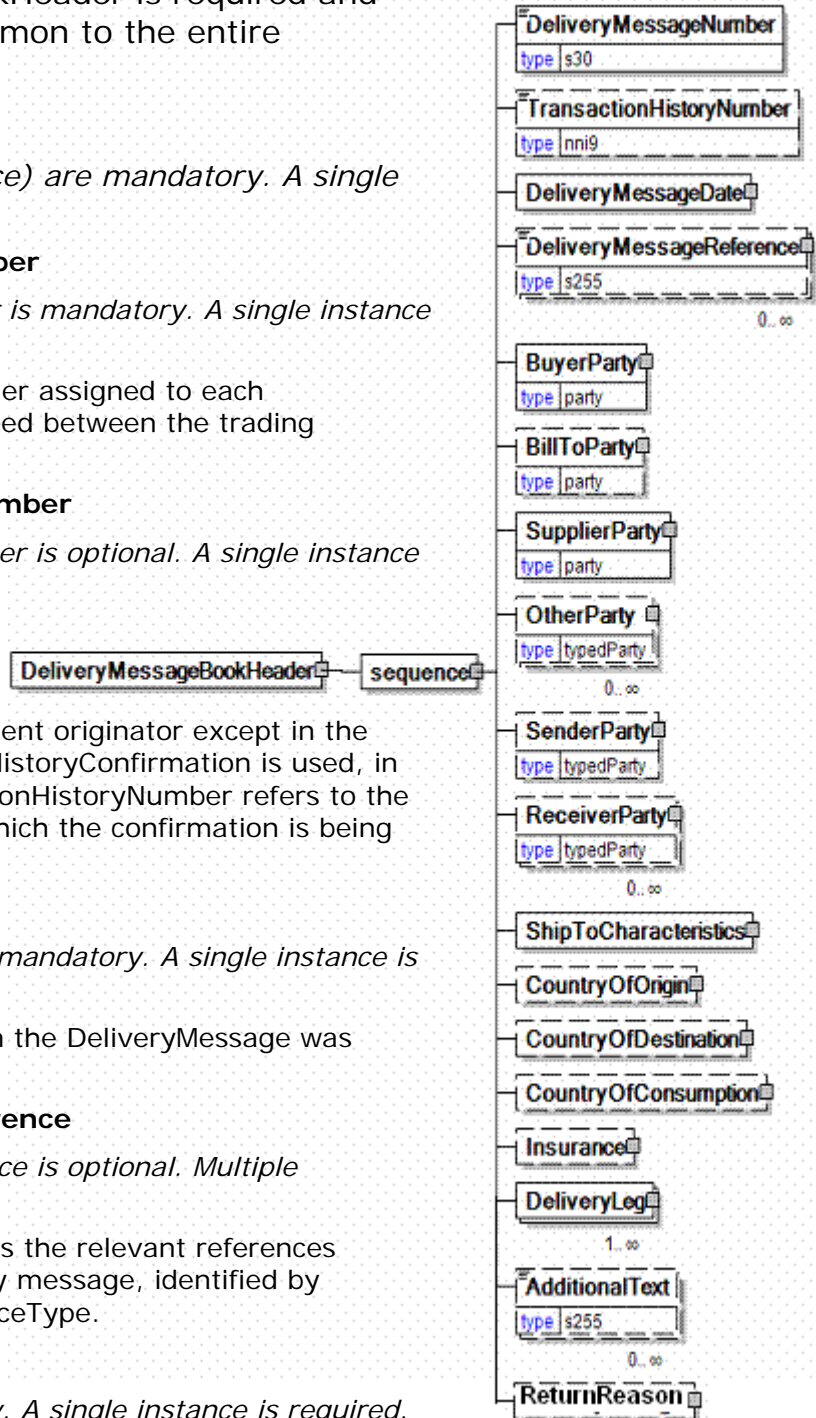 kHeader is required and
mon to the entire
ce) are mandatory. A single
ber
r is mandatory. A single instance
er assigned to each
ed between the trading
mber
er is optional. A single instance
ent originator except in the
HistoryConfirmation is used, in
onHistoryNumber refers to the
hich the confirmation is being
mandatory. A single instance is
n the DeliveryMessage was
rence
ce is optional. Multiple
s the relevant references
y message, identified by
ceType.
y. A single instance is required.
DeliveryMessageBookHeader
sequence
DeliveryMessageNumber
type s30
TransactionHistoryNumber
type nni9
DeliveryMessageDate
DeliveryMessageReference
type s255
0..∞
BuyerParty
type party
BillToParty
type party
SupplierParty
type party
OtherParty
type typedParty
0..∞
SenderParty
type typedParty
ReceiverParty
type typedParty
0..∞
ShipToCharacteristics
CountryOfOrigin
CountryOfDestination
CountryOfConsumption
Insurance
DeliveryLeg
1..∞
AdditionalText
type s255
0..∞
ReturnReason